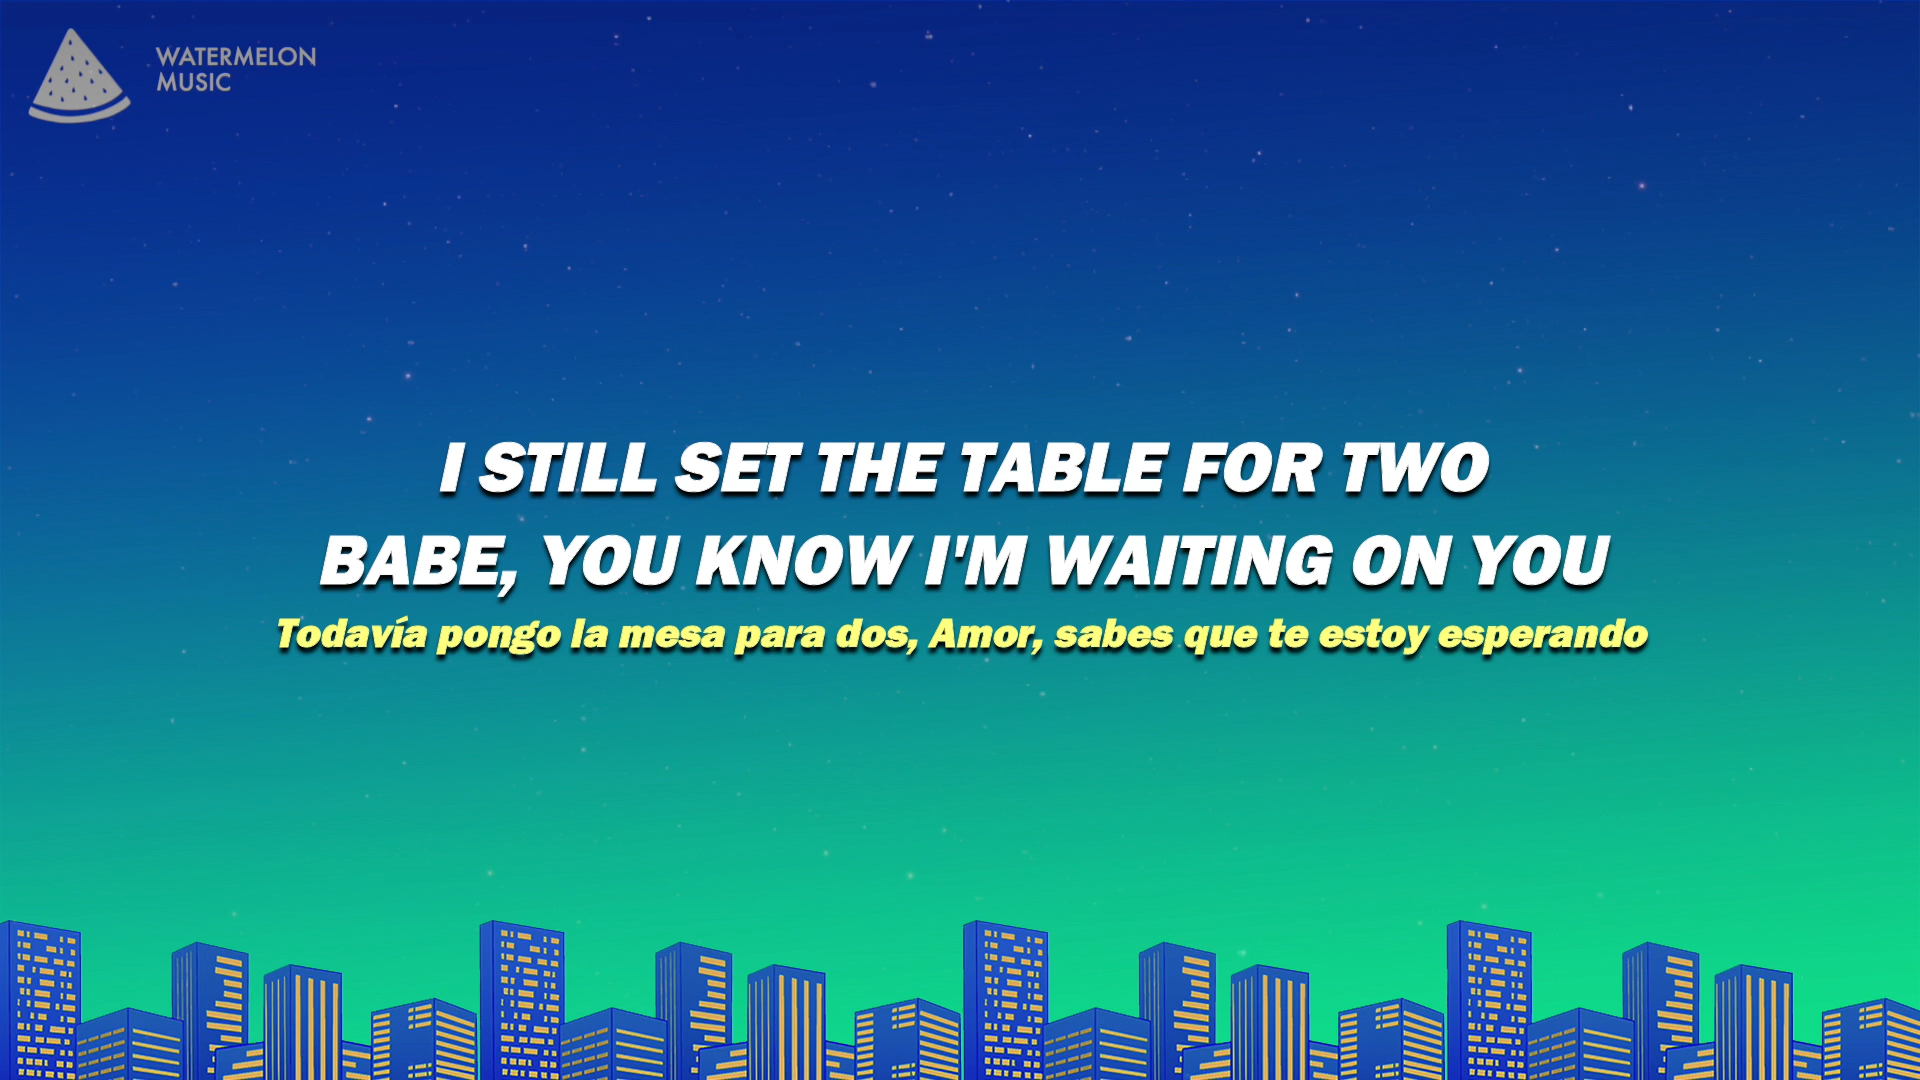 WATERMELON
MUSIC
I STILL SET THE TABLE FOR TWO
BABE, YOU KNOW I'M WAITING ON YOU
Todavía pongo la mesa para dos, Amor, sabes que te estoy esperando